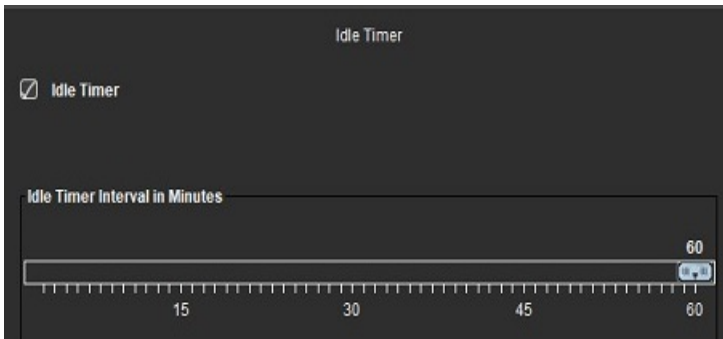 Idle Timer
Idle Timer
Idle Timer Interval in Minutes
60
15 30 45 60